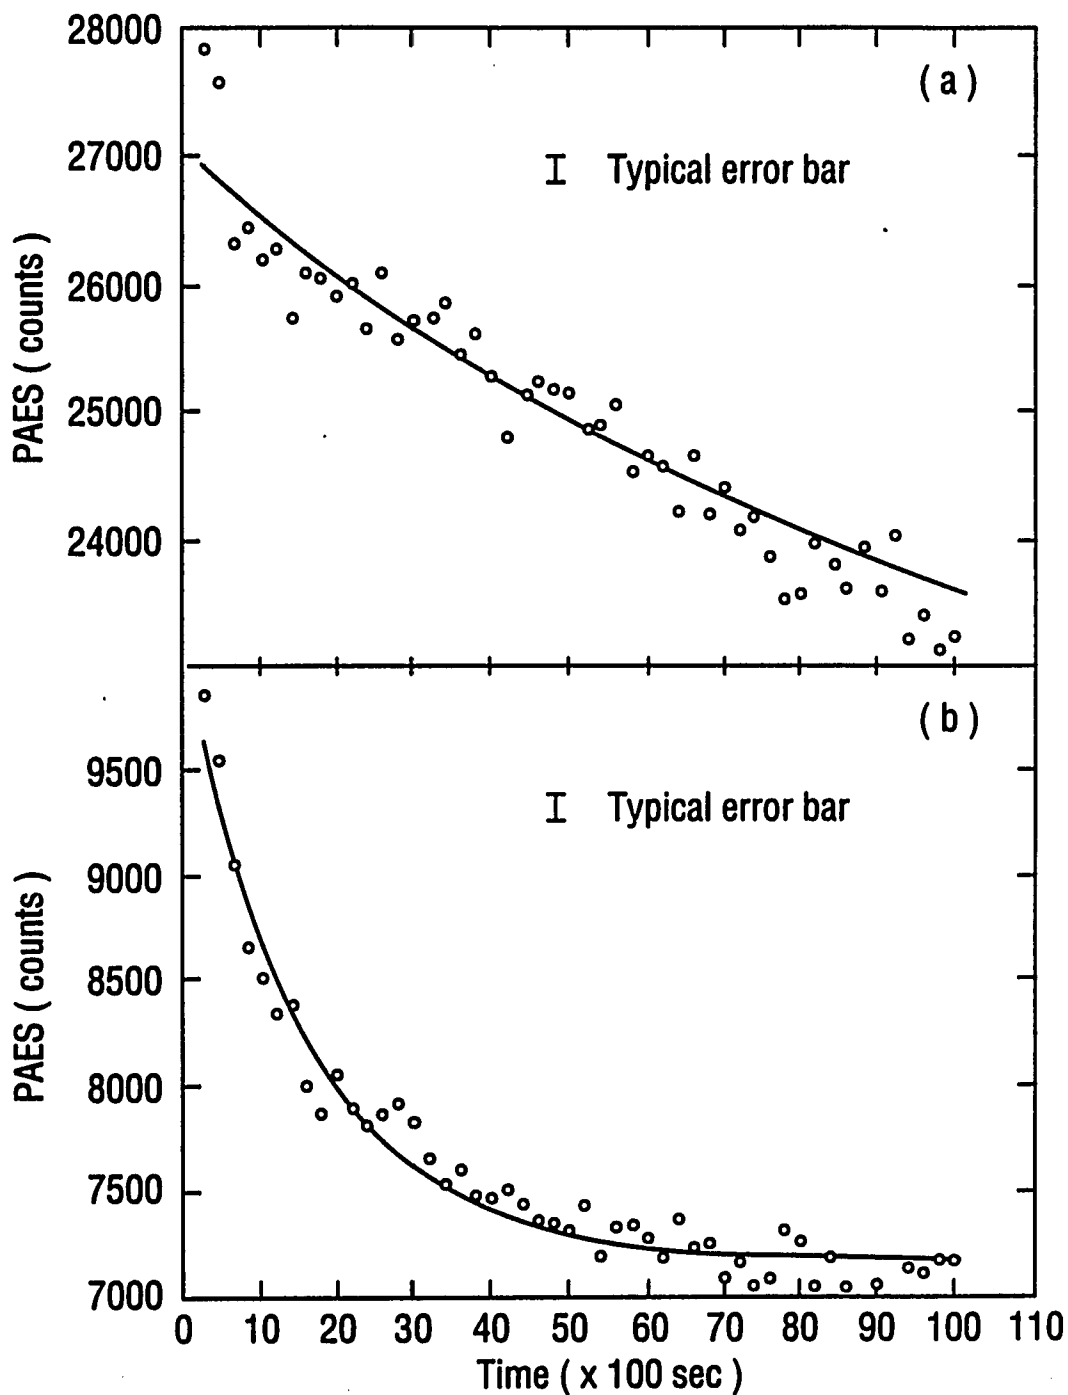 28000
27000
26000
25000
24000
PAES ( counts )
( a )
Typical error bar
9500
9000
8500
8000
7500
7000
PAES ( counts )
( b )
Typical error bar
0 10 20 30 40 50 60 70 80 90 100 110
Time ( x 100 sec )